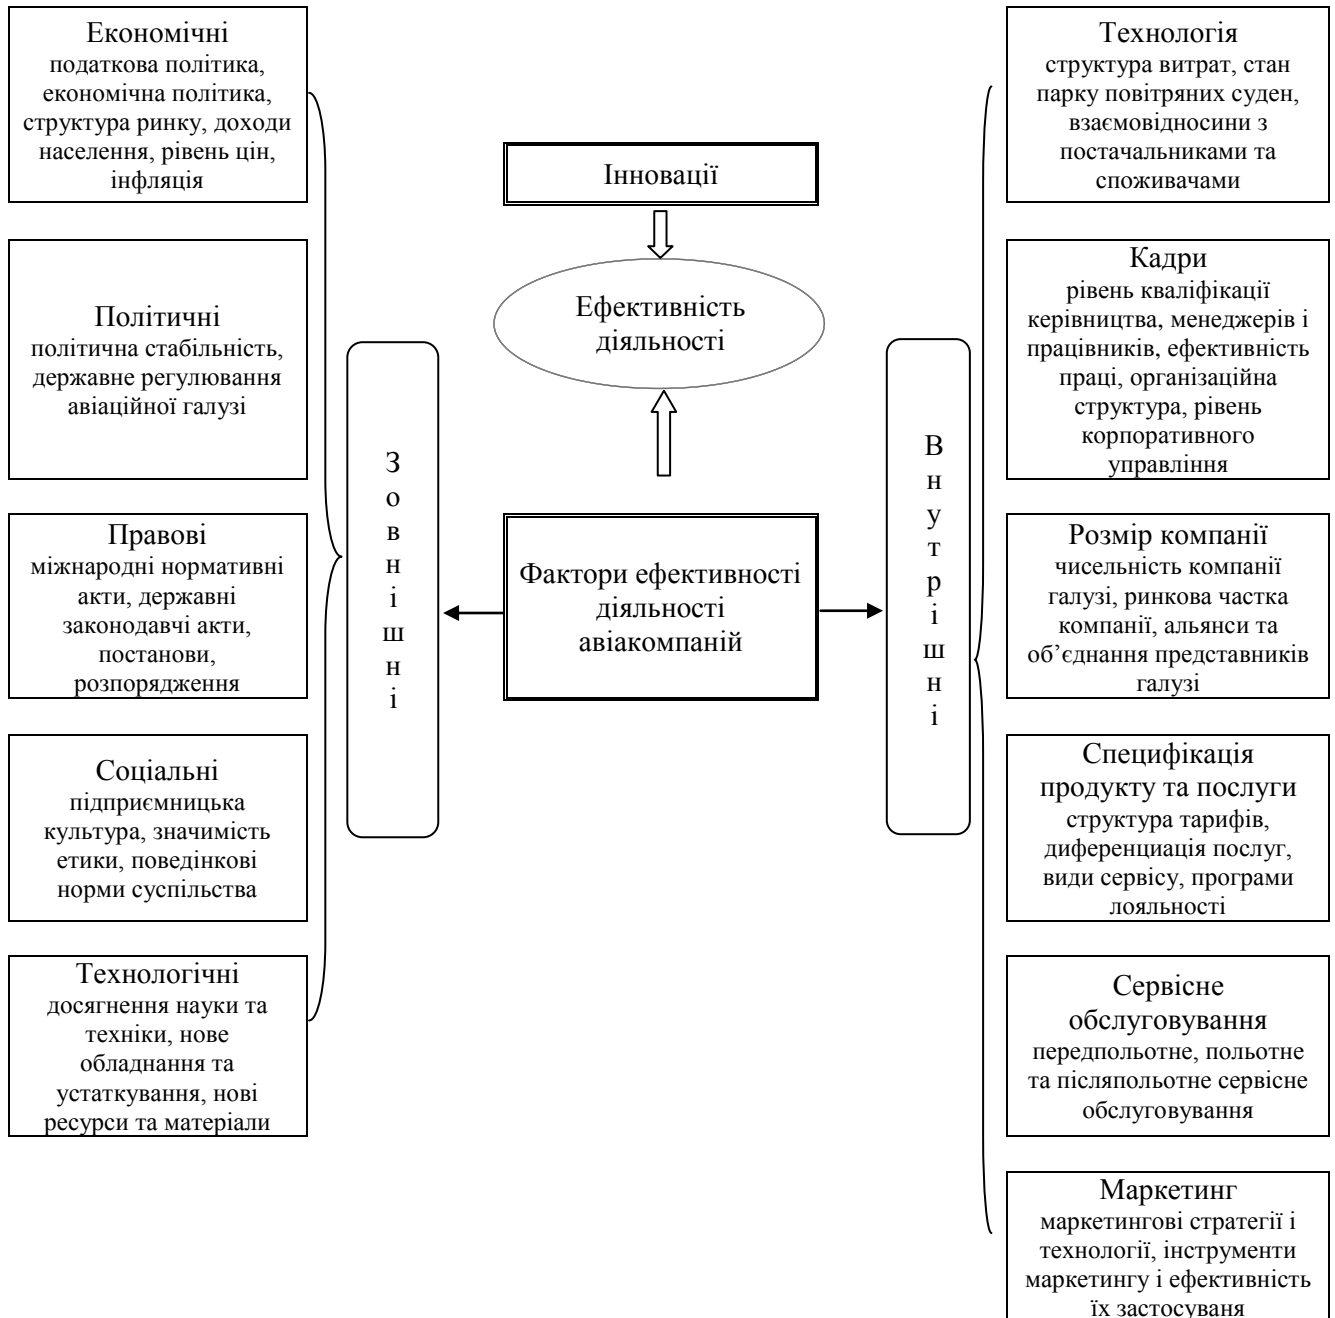 Економічні
податкова політика,
економічна політика,
структура ринку, доходи
населення, рівень цін,
інфляція
Політичні
політична стабільність,
державне регулювання
авіаційної галузі
Правові
міжнародні нормативні
акти, державні
законодавчі акти,
постанови,
розпорядження
Соціальні
підприємницька
культура, значимість
етики, поведінкові
норми суспільства
Технологічні
досягнення науки та
техніки, нове
обладнання та
устаткування, нові
ресурси та матеріали
З
о
в
н
і
ш
н
і
Інновації
Ефективність
діяльності
Фактори ефективності
діяльності
авіакомпаній
В
н
у
т
р
і
ш
н
і
Технологія
структура витрат, стан
парку повітряних суден,
взаємовідносини з
постачальниками та
споживачами
Кадри
рівень кваліфікації
керівництва, менеджерів і
працівників, ефективність
праці, організаційна
структура, рівень
корпоративного
управління
Розмір компанії
чисельність компанії
галузі, ринкова частка
компанії, альянси та
об’єднання представників
галузі
Специфікація
продукту та послуги
структура тарифів,
диференциація послуг,
види сервісу, програми
лояльності
Сервісне
обслуговування
передпольотне, польотне
та післяпольотне сервісне
обслуговування
Маркетинг
маркетингові стратегії і
технології, інструменти
маркетингу і ефективність
їх застосуваня